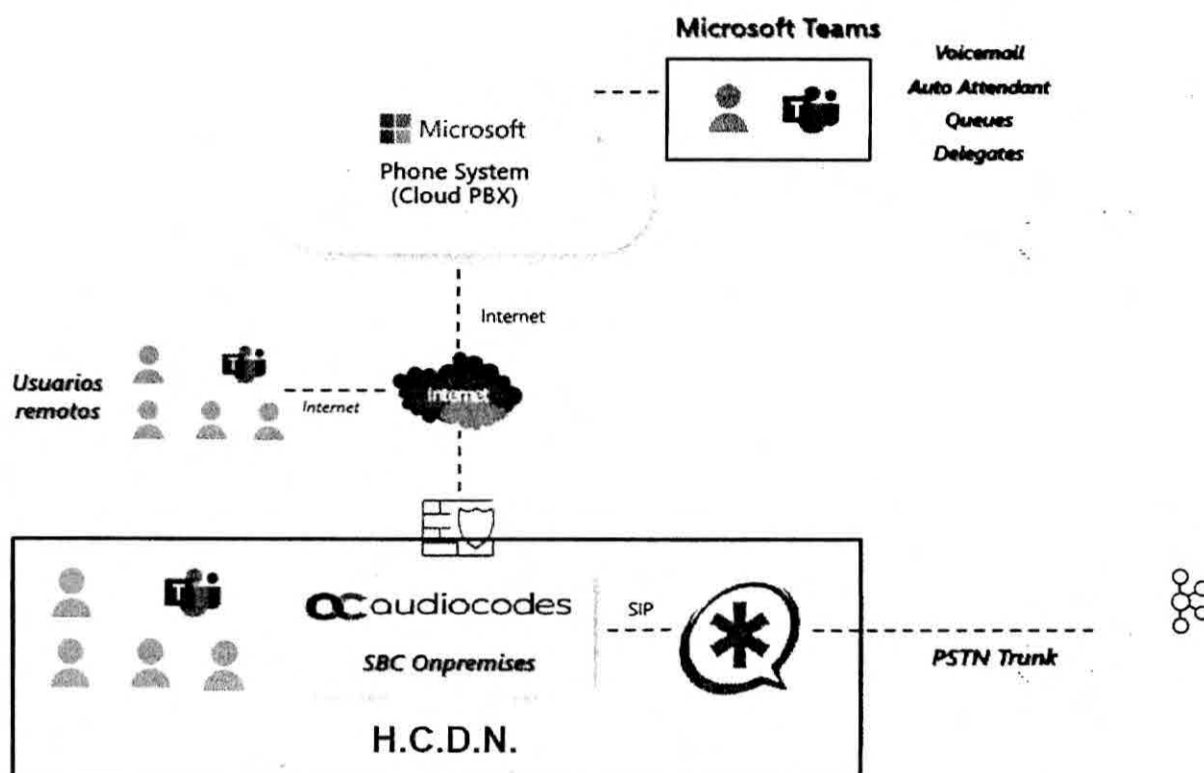 Microsoft Teams
Voicemail
Auto Attendant
Queues
Delegates
Microsoft
Phone System
(Cloud PBX)
Internet
Usuarios
remotos
Internet
Internet
audiocodes
SBC Onpremises
SIP
PSTN Trunk
H.C.D.N.